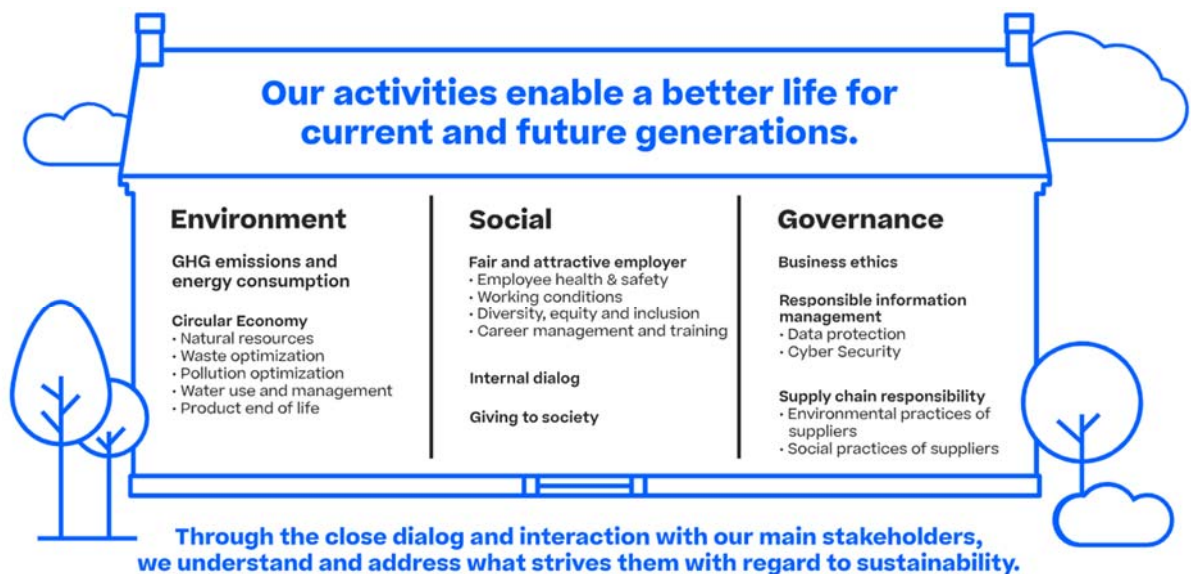 Our activities enable a better life for
current and future generations.
Environment
GHG emissions and
energy consumption
Circular Economy
· Natural resources
· Waste optimization
· Pollution optimization
· Water use and management
· Product end of life
Social
Fair and attractive employer
· Employee health & safety
· Working conditions
· Diversity, equity and inclusion
· Career management and training
Internal dialog
Giving to society
Governance
Business ethics
Responsible information
management
· Data protection
· Cyber Security
Supply chain responsibility
· Environmental practices of
suppliers
· Social practices of suppliers
Through the close dialog and interaction with our main stakeholders,
we understand and address what strives them with regard to sustainability.